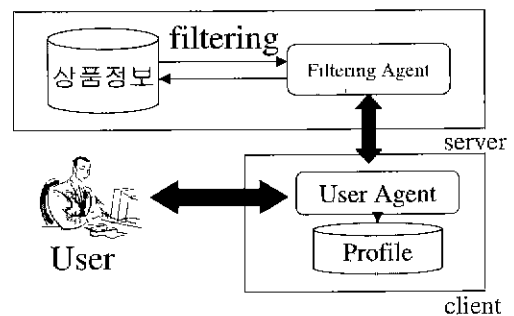 filtering
상품정보
Filtering Agent
server
User Agent
Profile
User
client